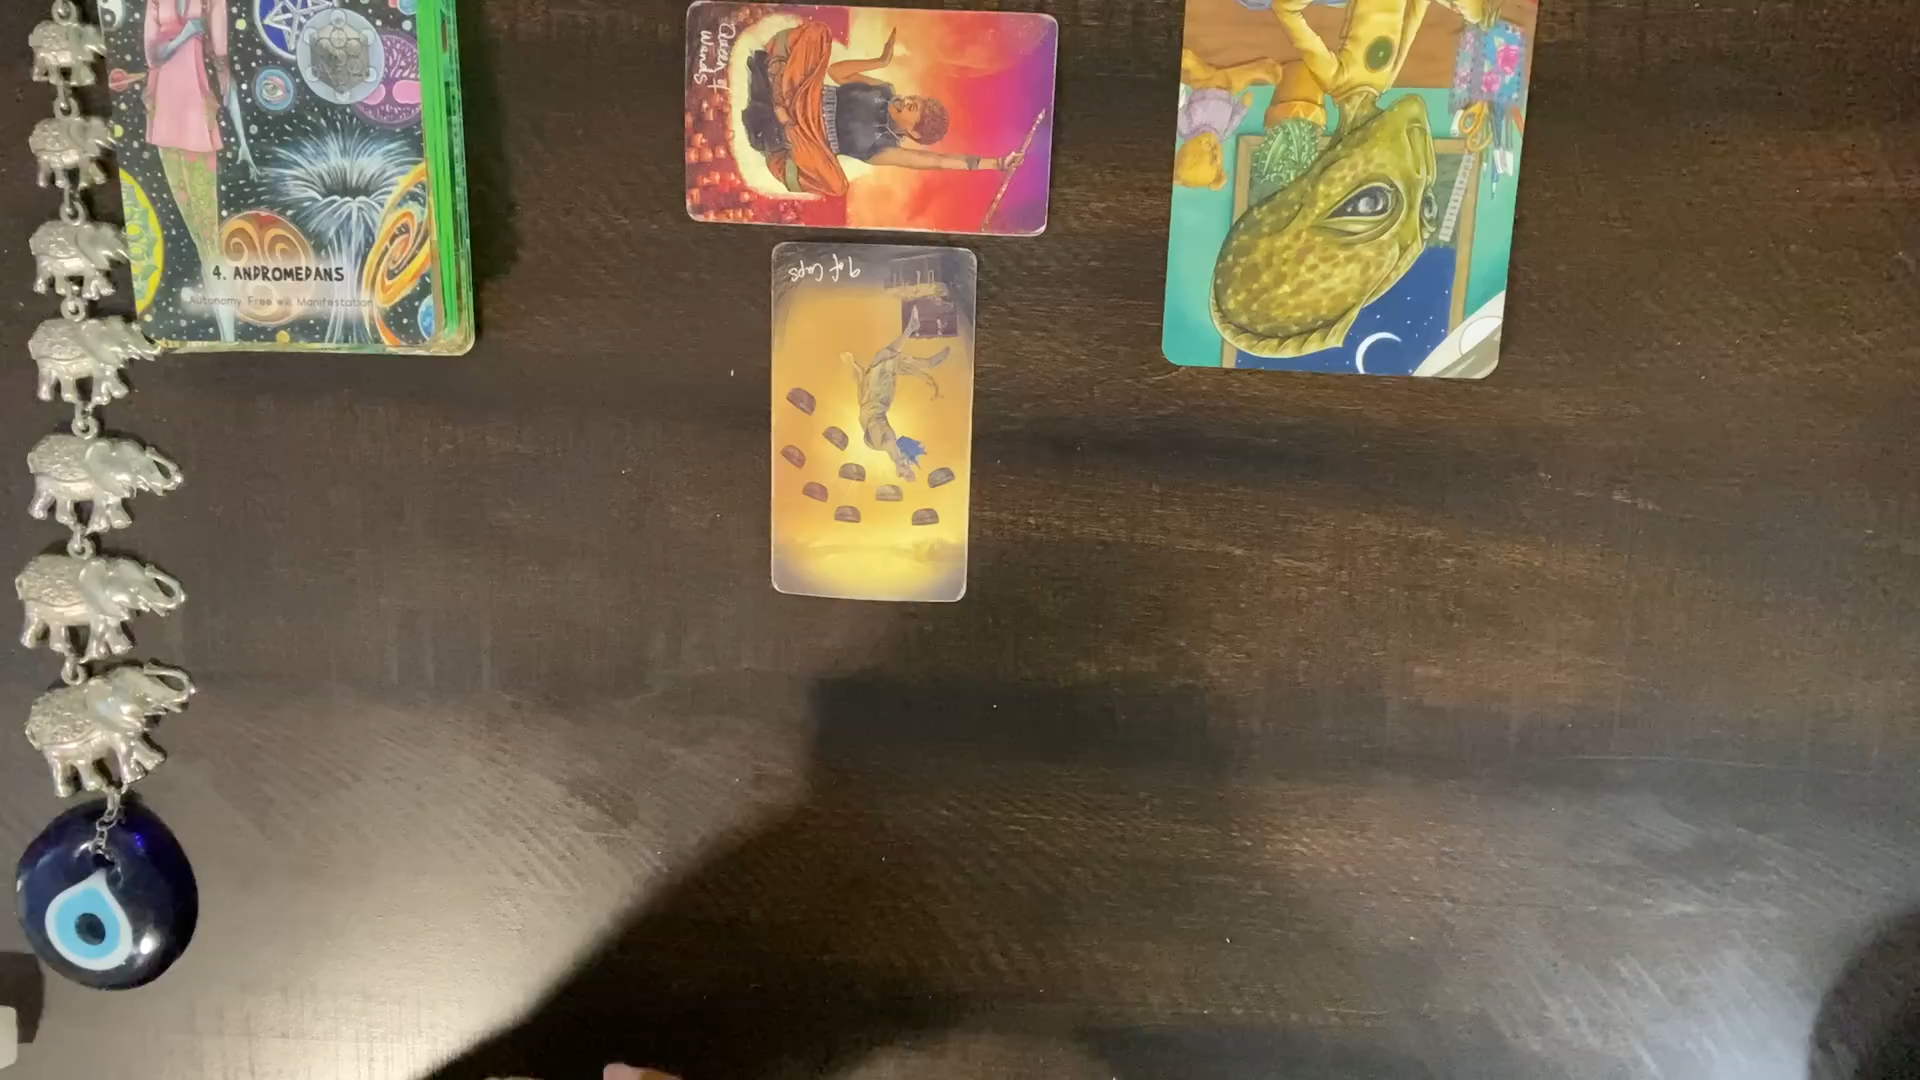 4. ANDROMEDANS
Autonomy. Free will. Manifestation
Queen of
Wands
9 of Cups